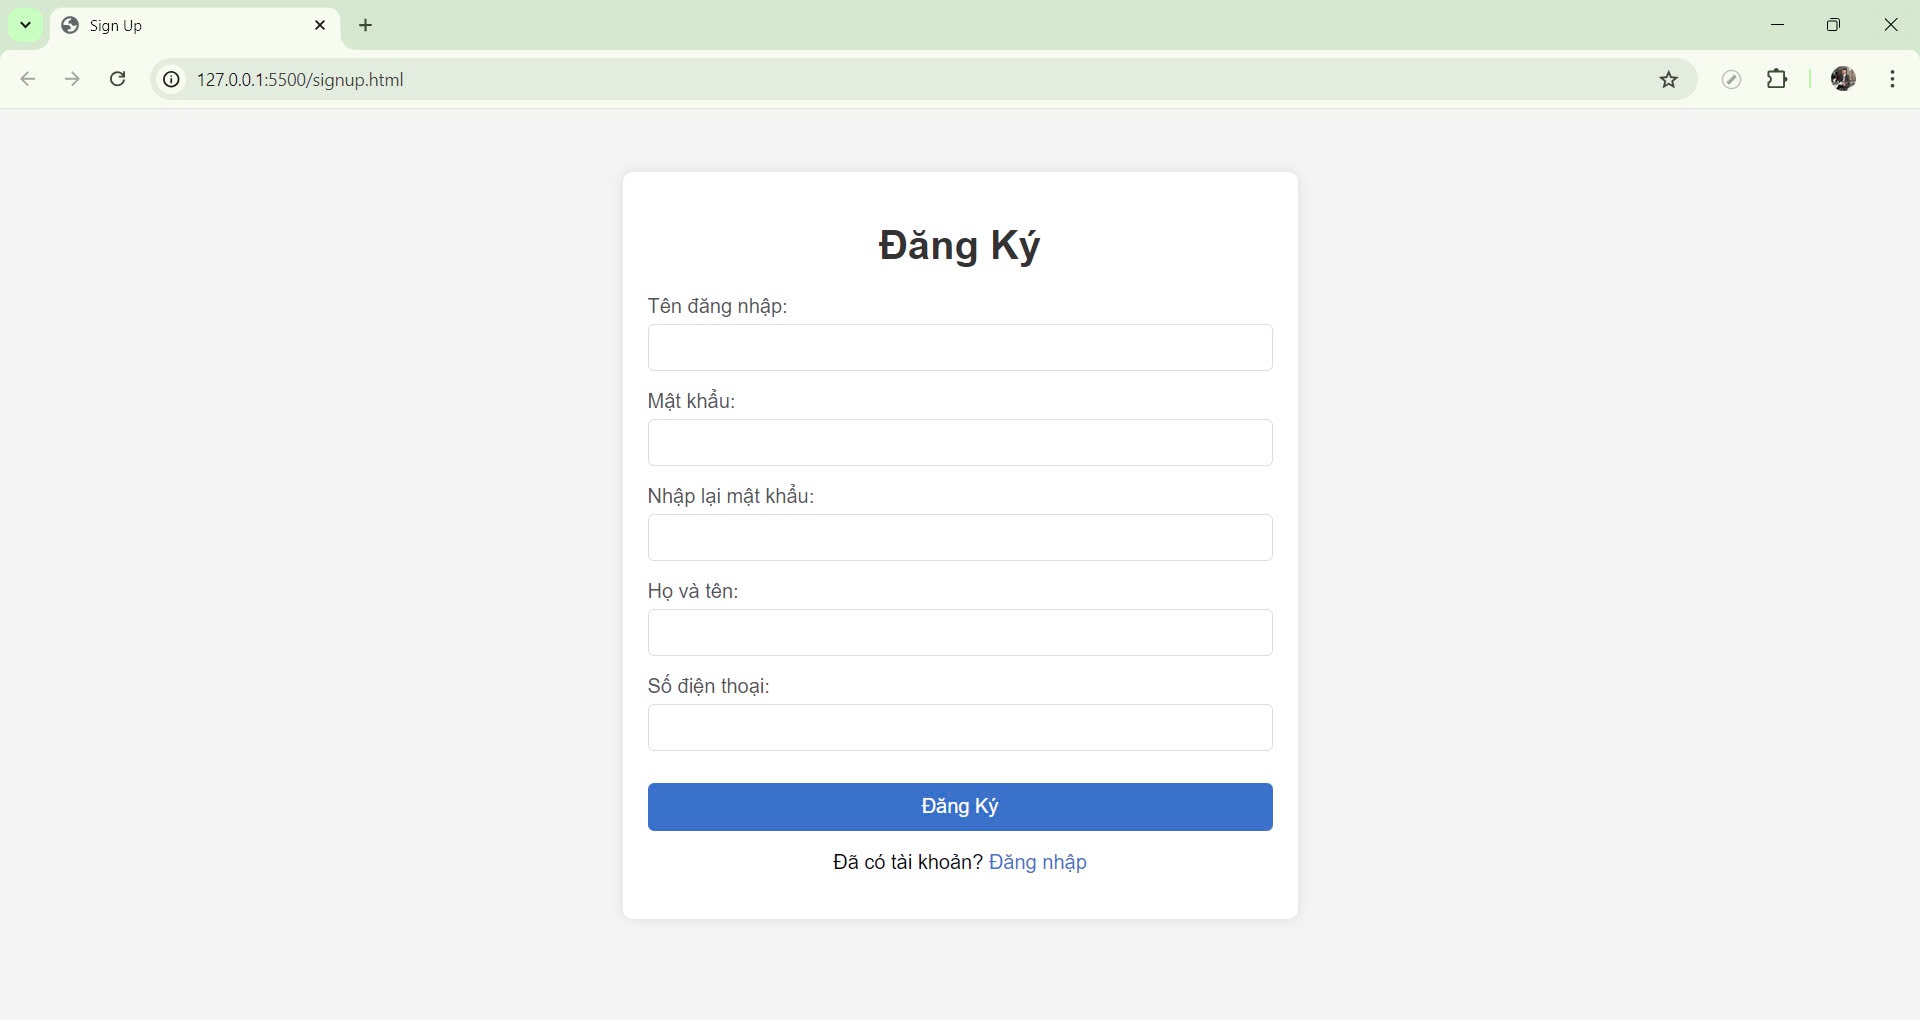 Sign Up
127.0.0.1:5500/signup.html
Đăng Ký
Tên đăng nhập:
Mật khẩu:
Nhập lại mật khẩu:
Họ và tên:
Số điện thoại:
Đăng Ký
Đã có tài khoản? Đăng nhập